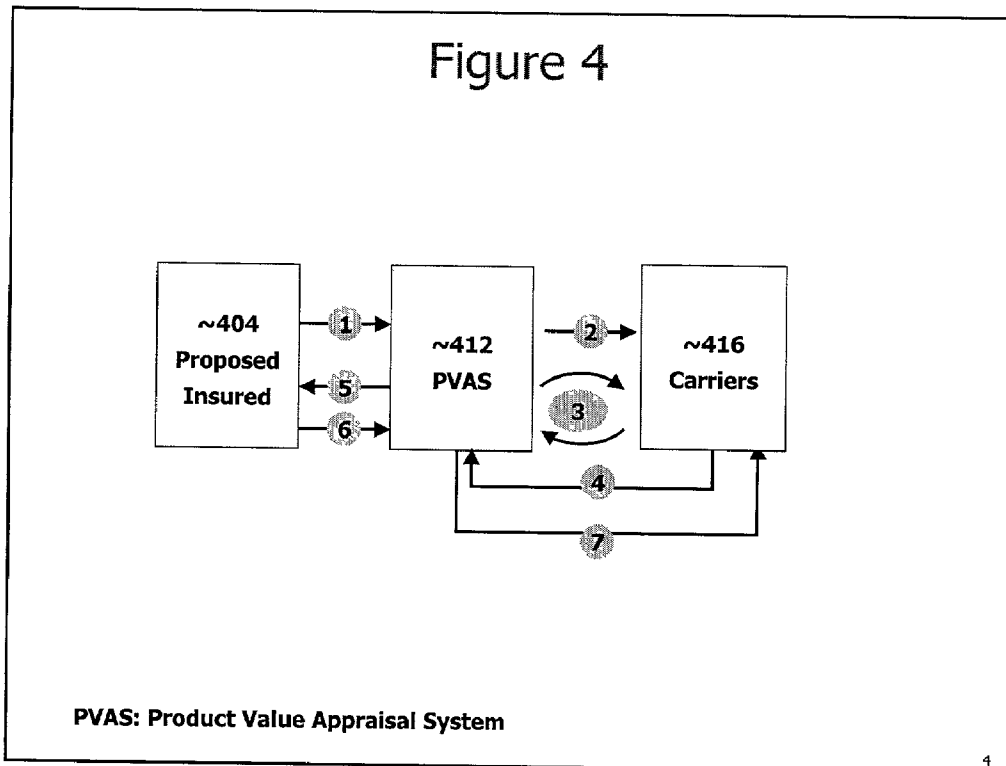 Figure 4
~404
Proposed
Insured
1
5
6
~412
PVAS
2
3
~416
Carriers
4
7
PVAS: Product Value Appraisal System
4